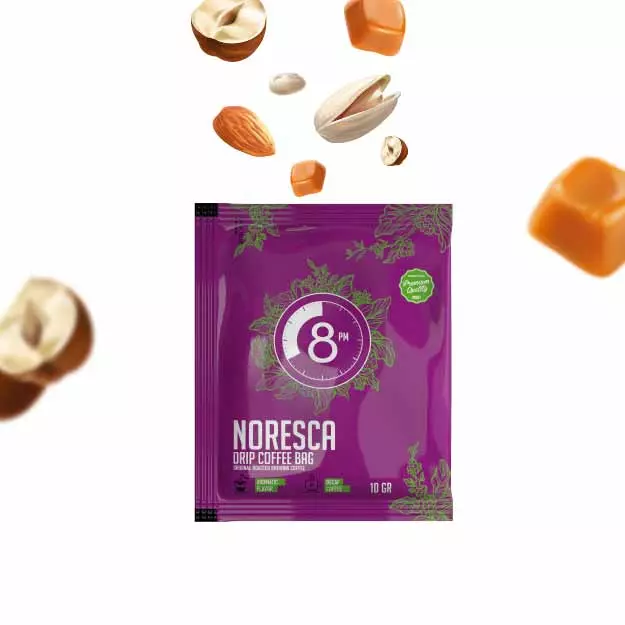 Premium
Quality
8 PM
NORESCA
DRIP COFFEE BAG
ORIGINAL ROASTED BREWING COFFEE
AROMATIC
FLAVOR
DECAF
COFFEE
10 GR